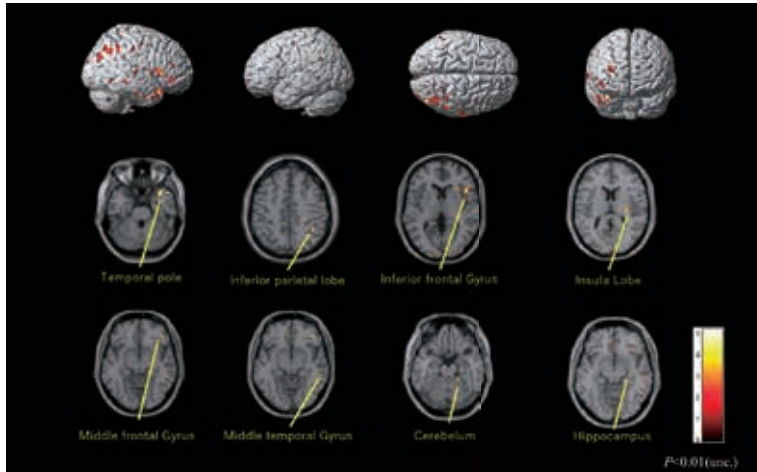 Temporal pole
Inferior parietal lobe
Inferior frontal Gyrus
Insula Lobe
Middle frontal Gyrus
Middle temporal Gyrus
Cerebelum
Hippocampus
P<0.01(unc.)